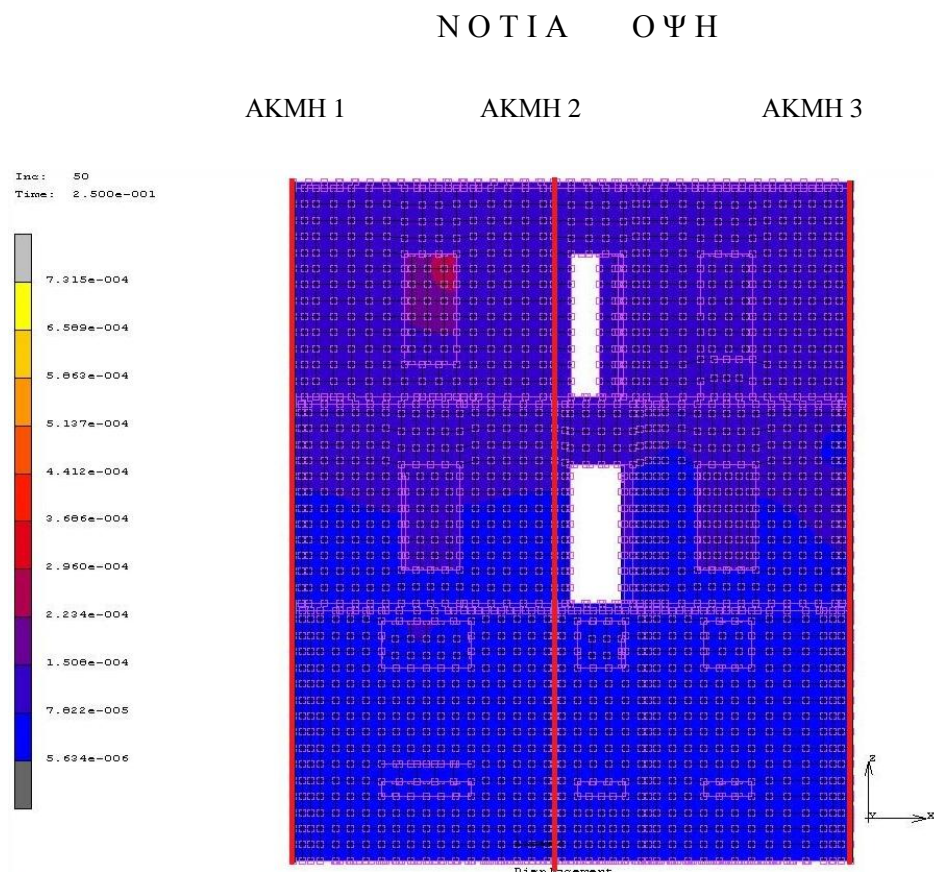 ΝΟΤΙΑ ΟΨΗ
ΑΚΜΗ 1 ΑΚΜΗ 2 ΑΚΜΗ 3
Inc: 50
Time: 2.500e-001
7.315e-004
6.589e-004
5.863e-004
5.137e-004
4.412e-004
3.686e-004
2.960e-004
2.234e-004
1.508e-004
7.822e-005
5.634e-006
Z
Y X
Displacement